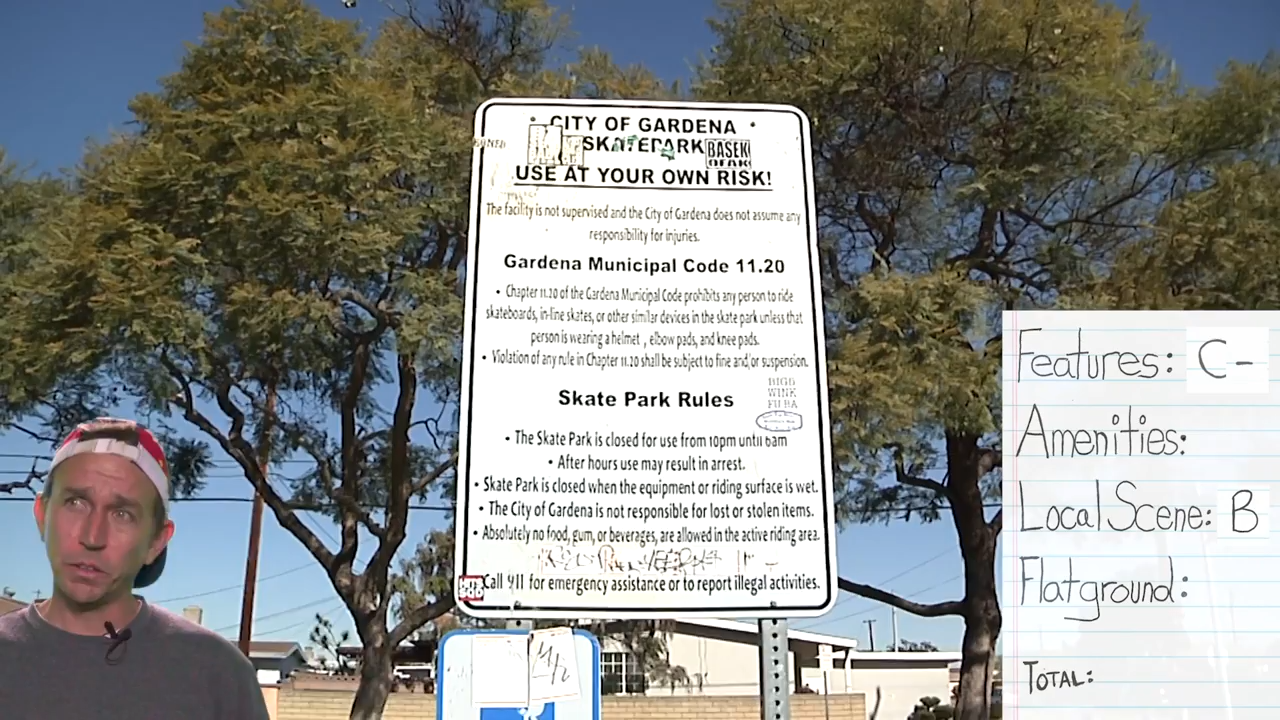 • CITY OF GARDENA •
SKATEPARK
BASEK
USE AT YOUR OWN RISK!
The facility is not supervised and the City of Gardena does not assume any
responsibility for injuries.
Gardena Municipal Code 11.20
• Chapter 11.20 of the Gardena Municipal Code prohibits any person to ride
skateboards, in-line skates, or other similar devices in the skate park unless that
person is wearing a helmet , elbow pads, and knee pads.
• Violation of any rule in Chapter 11.20 shall be subject to fine and/or suspension.
Skate Park Rules
• The Skate Park is closed for use from 10pm until 6am
• After hours use may result in arrest.
• Skate Park is closed when the equipment or riding surface is wet.
• The City of Gardena is not responsible for lost or stolen items.
• Absolutely no food, gum, or beverages, are allowed in the active riding area.
Call 911 for emergency assistance or to report illegal activities.
Features: C-
Amenities:
Local Scene: B
Flatground:
TOTAL: